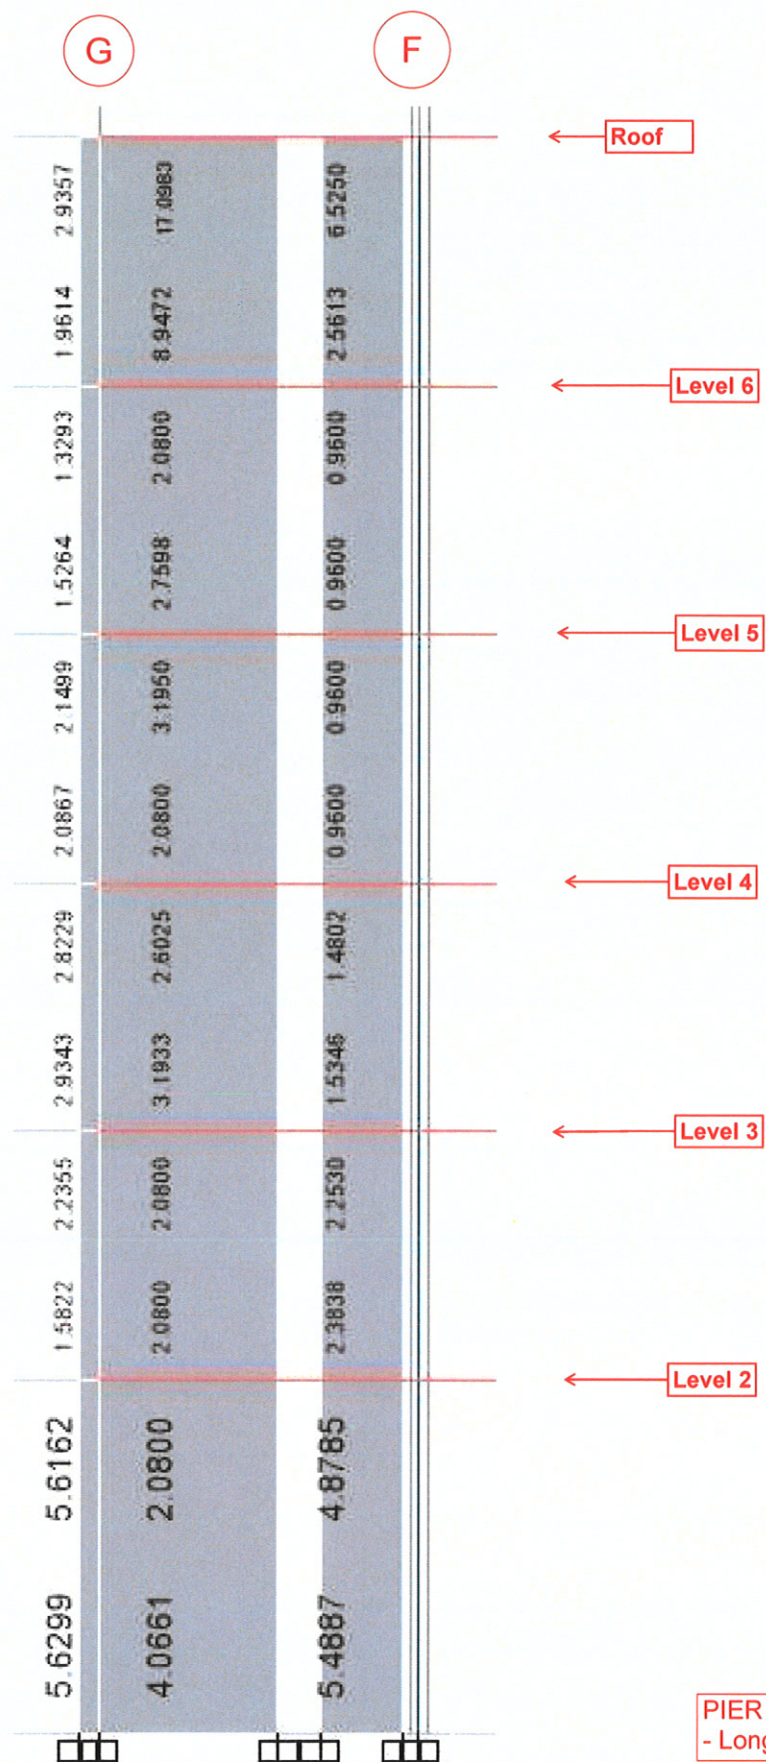 G F
Roof
2.9357 17.0983 6.5250
1.9614 8.9472 2.5613
Level 6
1.3293 2.0800 0.9600
1.5264 2.7598 0.9600
Level 5
2.1499 3.1950 0.9600
2.0867 2.0800 0.9600
Level 4
2.8229 2.6025 1.4802
2.9343 3.1933 1.5346
Level 3
2.2355 2.0800 2.2530
1.5822 2.0800 2.3838
Level 2
5.6162 2.0800 4.8785
5.6299 4.0661 5.4887
PIER
- Long